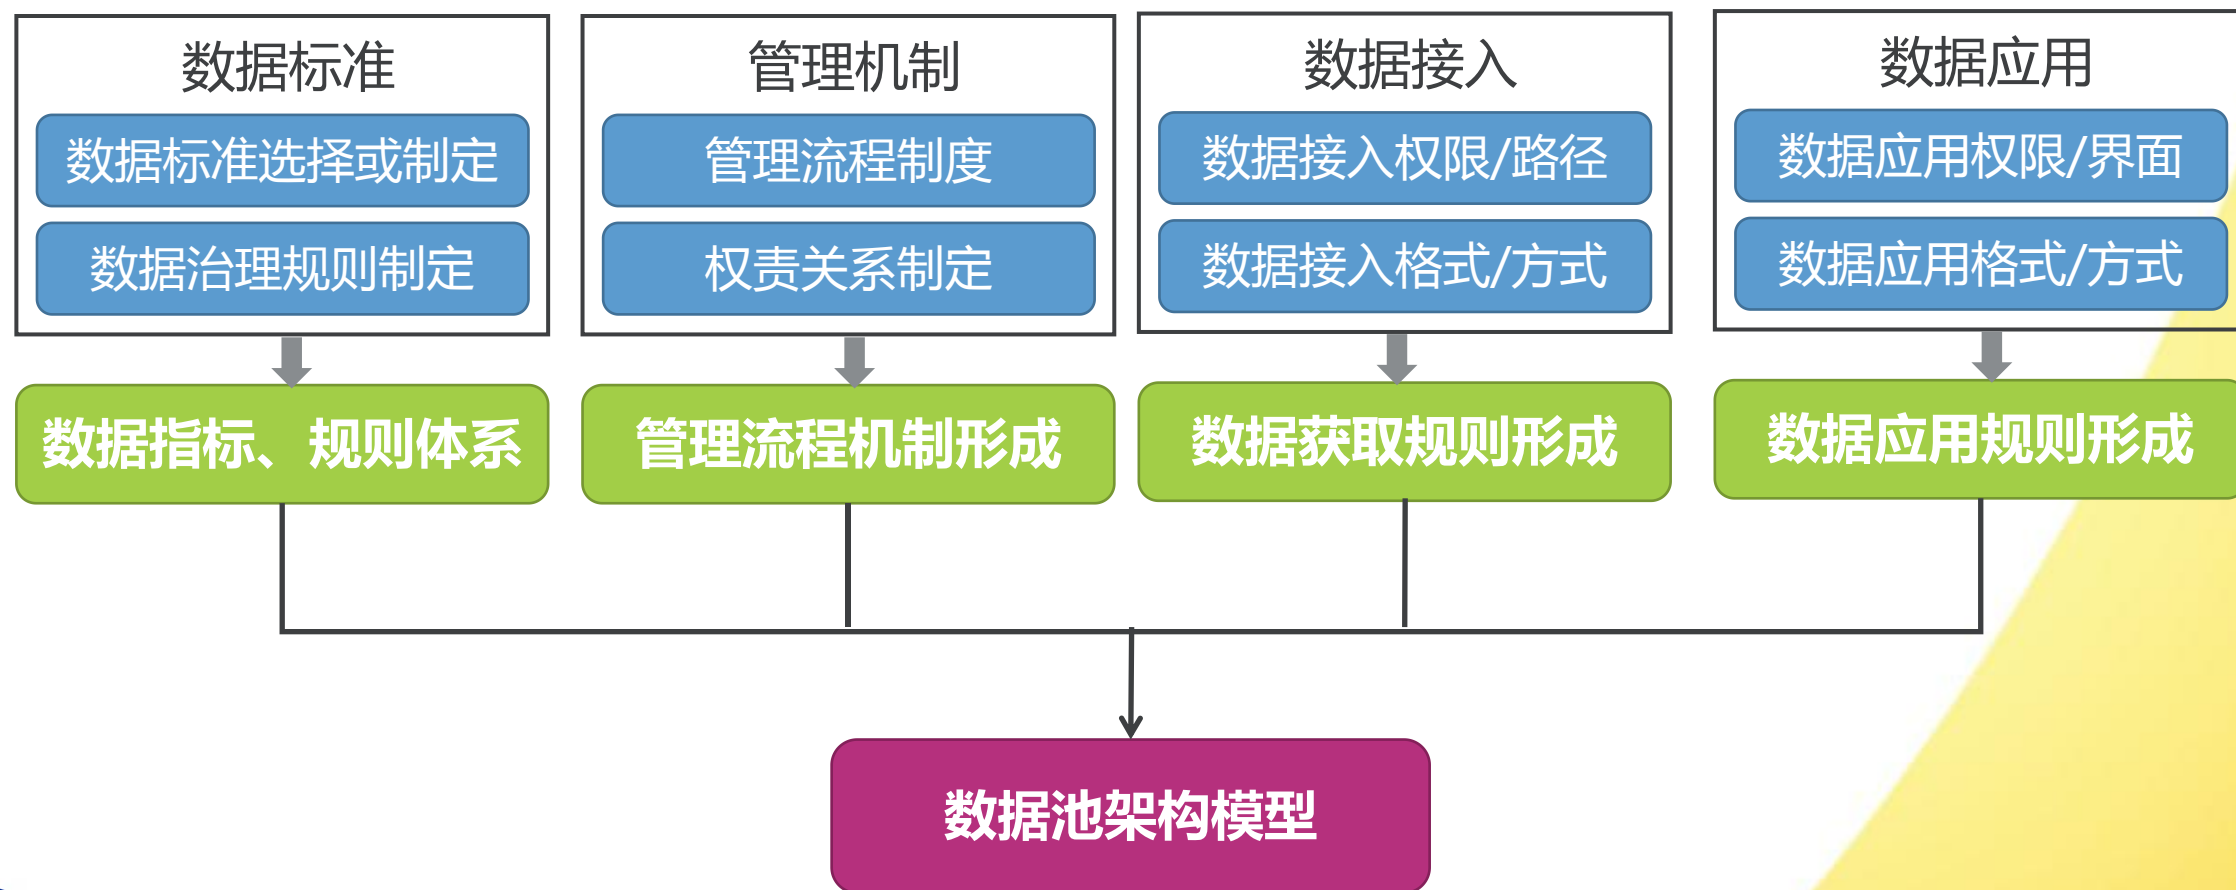 数据标准
数据标准选择或制定
数据治理规则制定
管理机制
管理流程制度
权责关系制定
数据接入
数据接入权限/路径
数据接入格式/方式
数据应用
数据应用权限/界面
数据应用格式/方式
数据指标、规则体系
管理流程机制形成
数据获取规则形成
数据应用规则形成
数据池架构模型